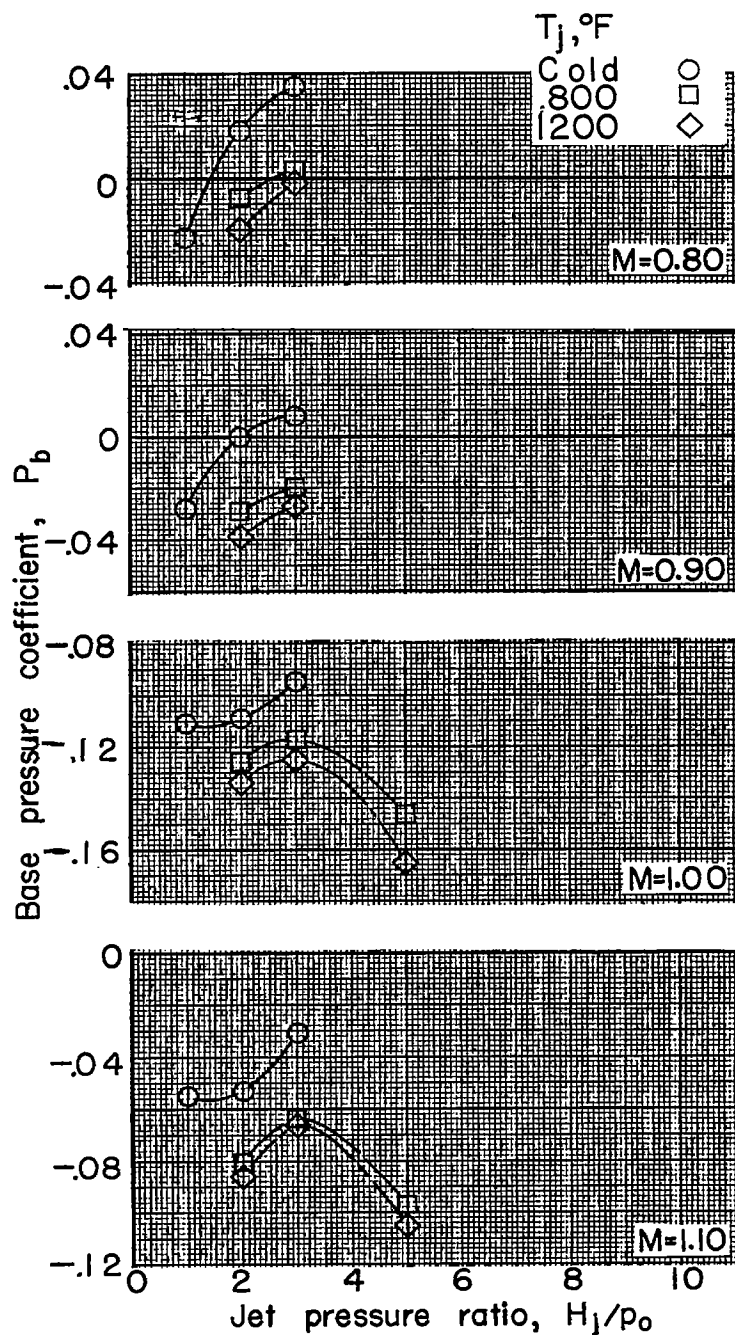 Tj,°F
Cold
800
1200
.04
0
-.04
M=0.80
.04
0
-.04
M=0.90
-.08
-.12
-.16
M=1.00
0
-.04
-.08
-.12
M=1.10
0 2 4 6 8 10
Jet pressure ratio, Hj/po
Base pressure coefficient, Pb